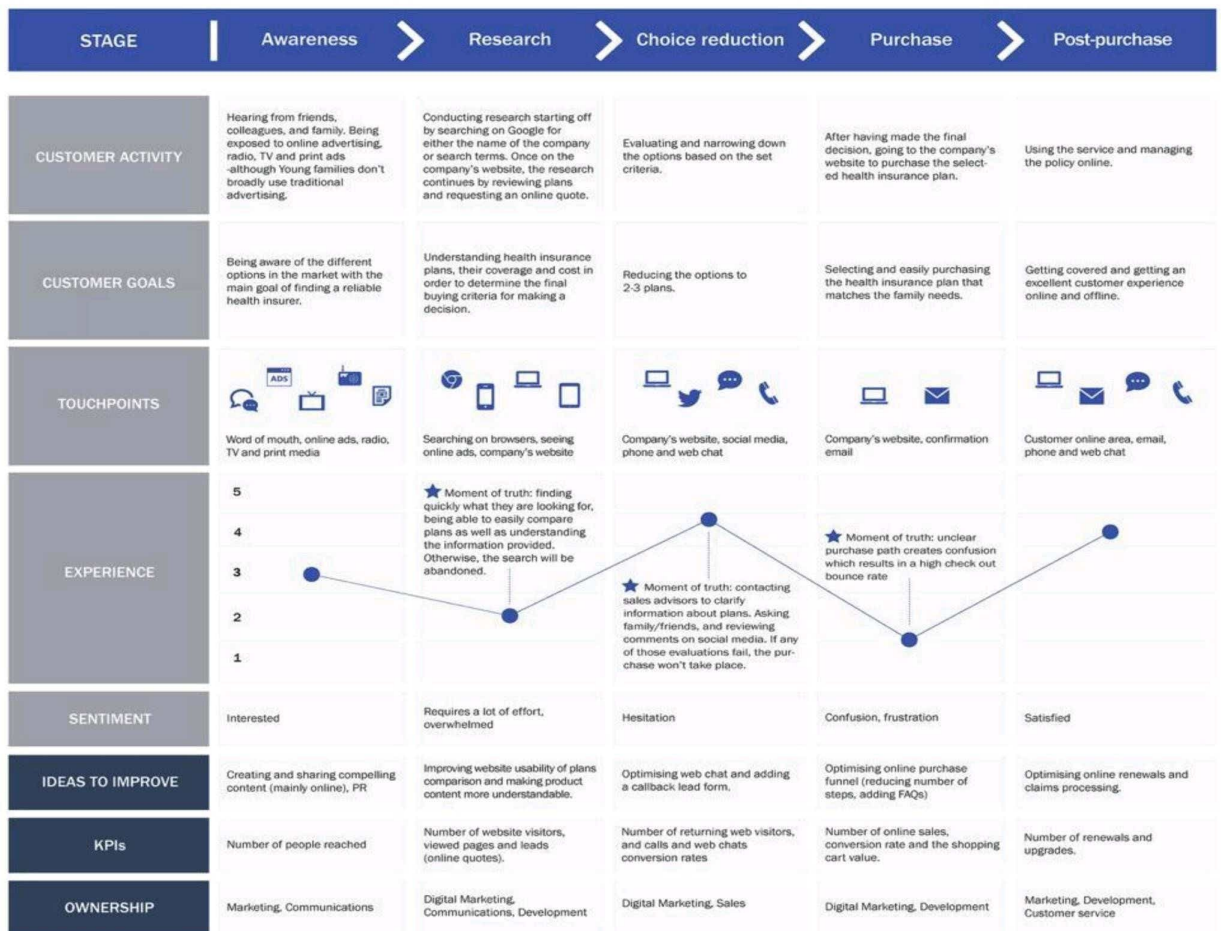 STAGE
Awareness
Research
Choice reduction
Purchase
Post-purchase
CUSTOMER ACTIVITY
Hearing from friends,
colleagues, and family. Being
exposed to online advertising,
radio, TV and print ads
-although Young families don't
broadly use traditional
advertising.
Conducting research starting off
by searching on Google for
either the name of the company
or search terms. Once on the
company's website, the research
continues by reviewing plans
and requesting an online quote.
Evaluating and narrowing down
the options based on the set
criteria.
After having made the final
decision, going to the company's
website to purchase the select-
ed health insurance plan.
Using the service and managing
the policy online.
CUSTOMER GOALS
Being aware of the different
options in the market with the
main goal of finding a reliable
health insurer.
Understanding health insurance
plans, their coverage and cost in
order to determine the final
buying criteria for making a
decision.
Reducing the options to
2-3 plans.
Selecting and easily purchasing
the health insurance plan that
matches the family needs.
Getting covered and getting an
excellent customer experience
online and offline.
TOUCHPOINTS
ADS
Word of mouth, online ads, radio,
TV and print media
Searching on browsers, seeing
online ads, company's website
Company's website, social media,
phone and web chat
Company's website, confirmation
email
Customer online area, email,
phone and web chat
EXPERIENCE
5
4
3
2
1
Moment of truth: finding
quickly what they are looking for,
being able to easily compare
plans as well as understanding
the information provided.
Otherwise, the search will be
abandoned.
Moment of truth: contacting
sales advisors to clarify
information about plans. Asking
family/friends, and reviewing
comments on social media. If any
of those evaluations fail, the pur-
chase won't take place.
Moment of truth: unclear
purchase path creates confusion
which results in a high check out
bounce rate
SENTIMENT
Interested
Requires a lot of effort,
overwhelmed
Hesitation
Confusion, frustration
Satisfied
IDEAS TO IMPROVE
Creating and sharing compelling
content (mainly online), PR
Improving website usability of plans
comparison and making product
content more understandable.
Optimising web chat and adding
a callback lead form.
Optimising online purchase
funnel (reducing number of
steps, adding FAQs)
Optimising online renewals and
claims processing.
KPIs
Number of people reached
Number of website visitors,
viewed pages and leads
(online quotes).
Number of returning web visitors,
and calls and web chats
conversion rates
Number of online sales,
conversion rate and the shopping
cart value.
Number of renewals and
upgrades.
OWNERSHIP
Marketing, Communications
Digital Marketing,
Communications, Development
Digital Marketing, Sales
Digital Marketing, Development
Marketing, Development,
Customer service